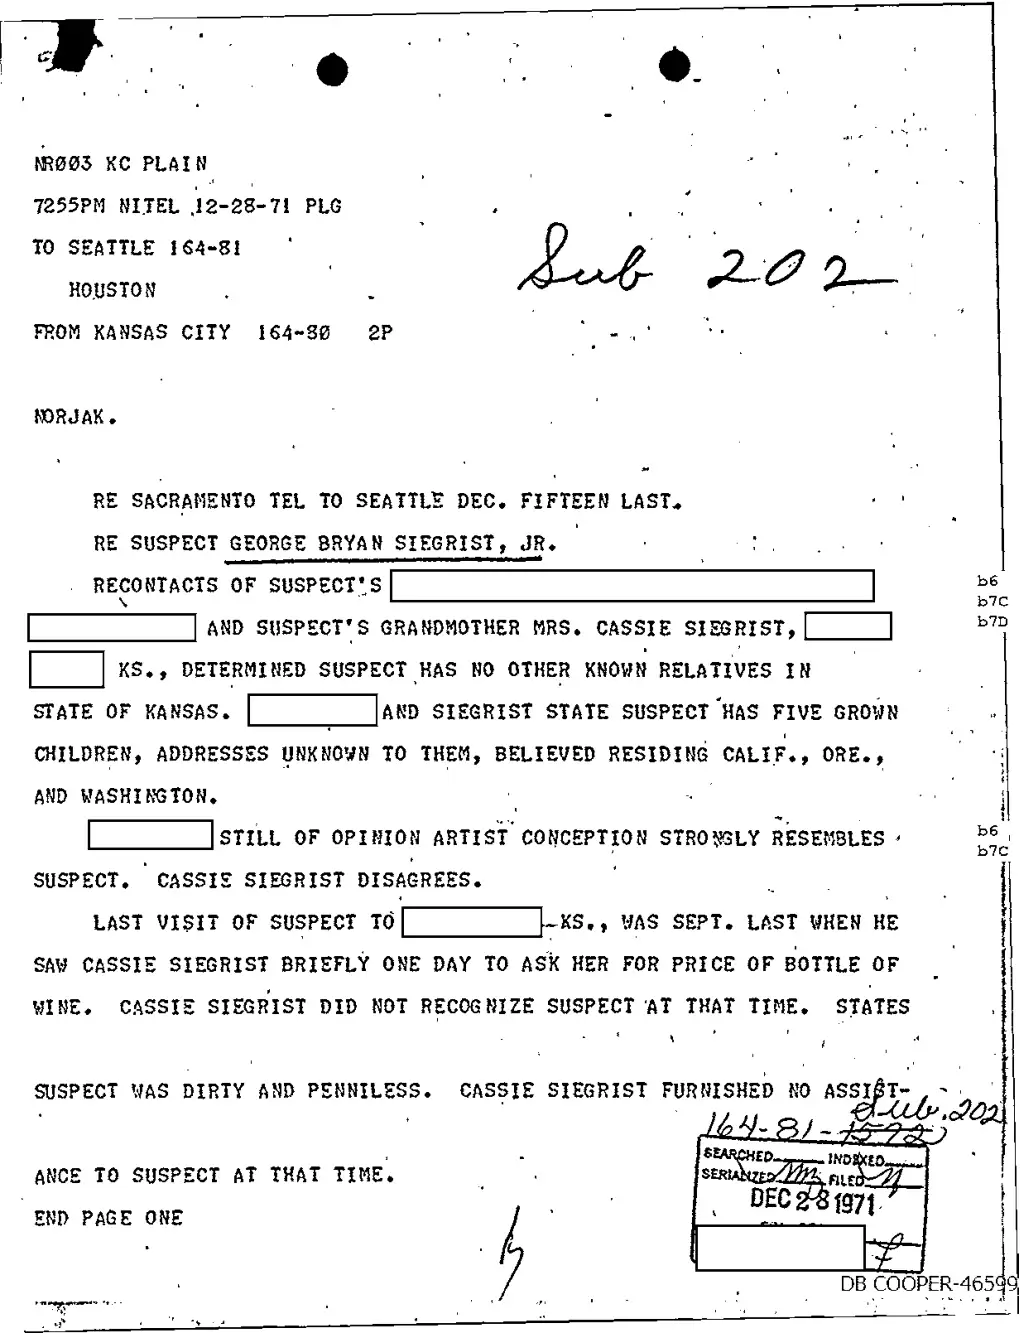 NR003 KC PLAIN
7255PM NITEL 12-28-71 PLG
TO SEATTLE 164-81
HOUSTON
FROM KANSAS CITY 164-80 2P
Sub 202
NORJAK.
RE SACRAMENTO TEL TO SEATTLE DEC. FIFTEEN LAST.
RE SUSPECT GEORGE BRYAN SIEGRIST, JR.
RECONTACTS OF SUSPECT'S
b6
b7C
b7D
AND SUSPECT'S GRANDMOTHER MRS. CASSIE SIEGRIST,
KS., DETERMINED SUSPECT HAS NO OTHER KNOWN RELATIVES IN
STATE OF KANSAS. AND SIEGRIST STATE SUSPECT HAS FIVE GROWN
CHILDREN, ADDRESSES UNKNOWN TO THEM, BELIEVED RESIDING CALIF., ORE.,
AND WASHINGTON.
STILL OF OPINION ARTIST CONCEPTION STRONGLY RESEMBLES
b6
b7C
SUSPECT. CASSIE SIEGRIST DISAGREES.
LAST VISIT OF SUSPECT TO KS., WAS SEPT. LAST WHEN HE
SAW CASSIE SIEGRIST BRIEFLY ONE DAY TO ASK HER FOR PRICE OF BOTTLE OF
WINE. CASSIE SIEGRIST DID NOT RECOGNIZE SUSPECT AT THAT TIME. STATES
SUSPECT WAS DIRTY AND PENNILESS. CASSIE SIEGRIST FURNISHED NO ASSIST-
Sub. 202
164-81-1572
ANCE TO SUSPECT AT THAT TIME.
END PAGE ONE
SEARCHED INDEXED
SERIALIZED FILED
DEC 28 1971
DB COOPER-46599